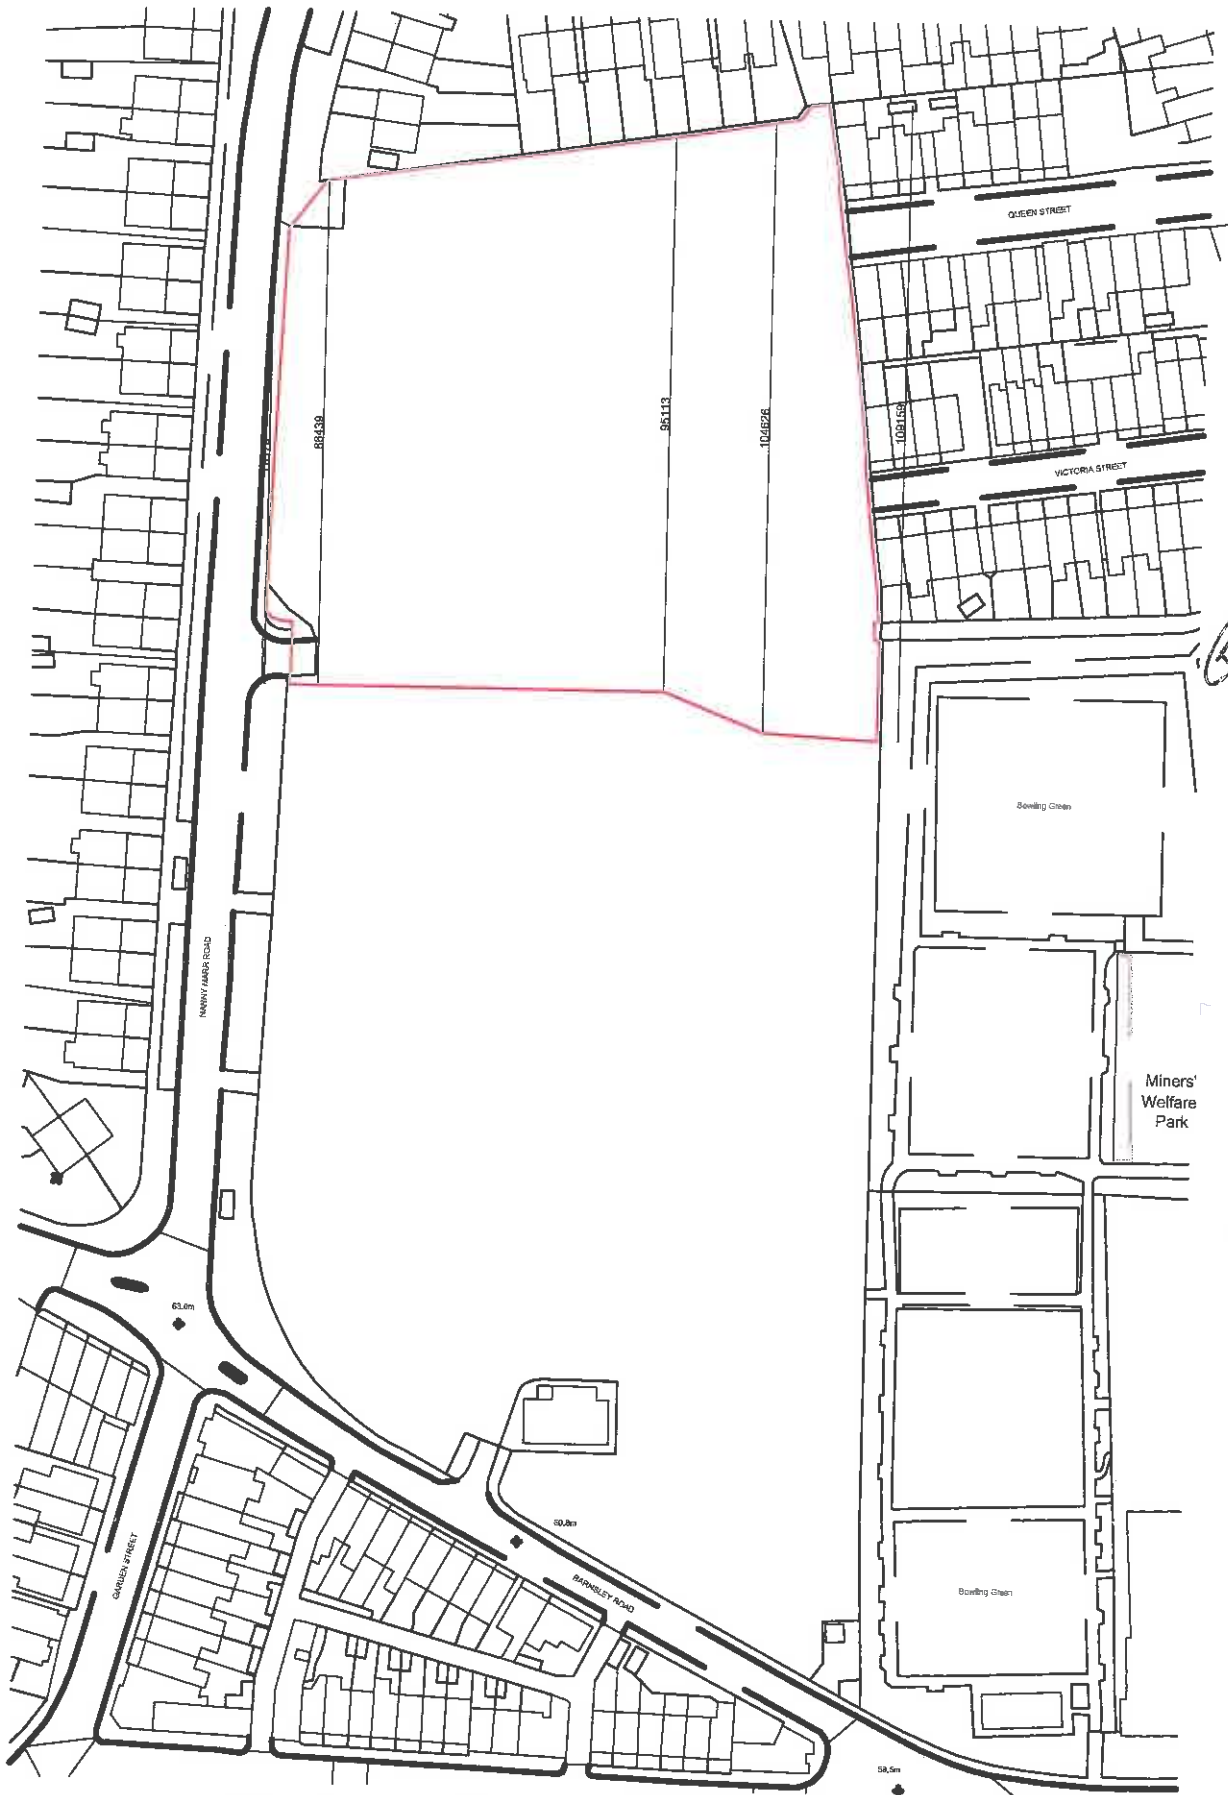 QUEEN STREET
88439
95113
104626
109159
VICTORIA STREET
Bowling Green
NANNY MARR ROAD
Miners'
Welfare
Park
63.0m
60.8m
BARNSLEY ROAD
GARDEN STREET
Bowling Green
59.5m